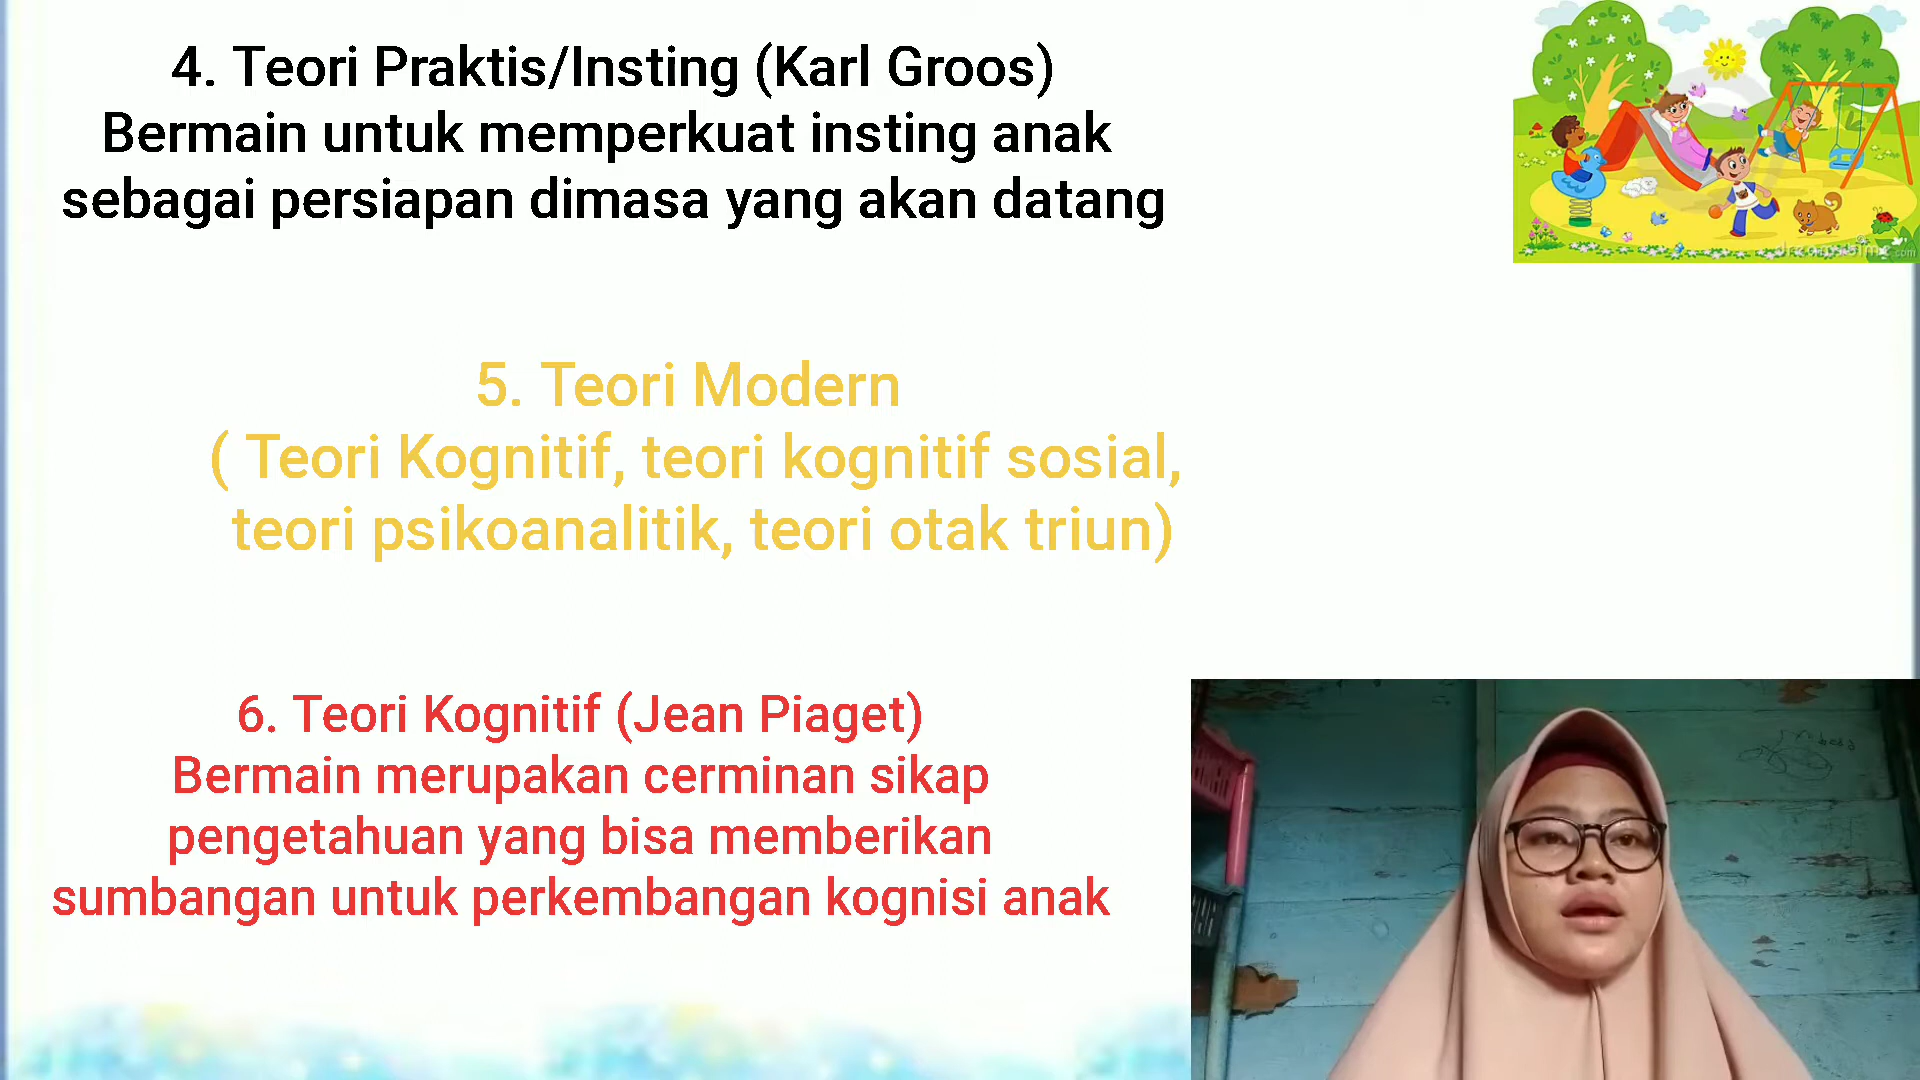 4. Teori Praktis/Insting (Karl Groos)
Bermain untuk memperkuat insting anak
sebagai persiapan dimasa yang akan datang
5. Teori Modern
( Teori Kognitif, teori kognitif sosial,
teori psikoanalitik, teori otak triun)
6. Teori Kognitif (Jean Piaget)
Bermain merupakan cerminan sikap
pengetahuan yang bisa memberikan
sumbangan untuk perkembangan kognisi anak